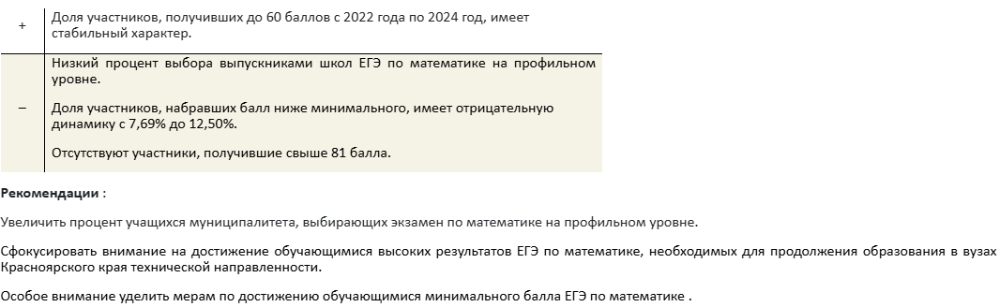 +
Доля участников, получивших до 60 баллов с 2022 года по 2024 год, имеет
стабильный характер.
–
Низкий процент выбора выпускниками школ ЕГЭ по математике на профильном
уровне.
Доля участников, набравших балл ниже минимального, имеет отрицательную
динамику с 7,69% до 12,50%.
Отсутствуют участники, получившие свыше 81 балла.
Рекомендации :
Увеличить процент учащихся муниципалитета, выбирающих экзамен по математике на профильном уровне.
Сфокусировать внимание на достижение обучающимися высоких результатов ЕГЭ по математике, необходимых для продолжения образования в вузах
Красноярского края технической направленности.
Особое внимание уделить мерам по достижению обучающимися минимального балла ЕГЭ по математике .